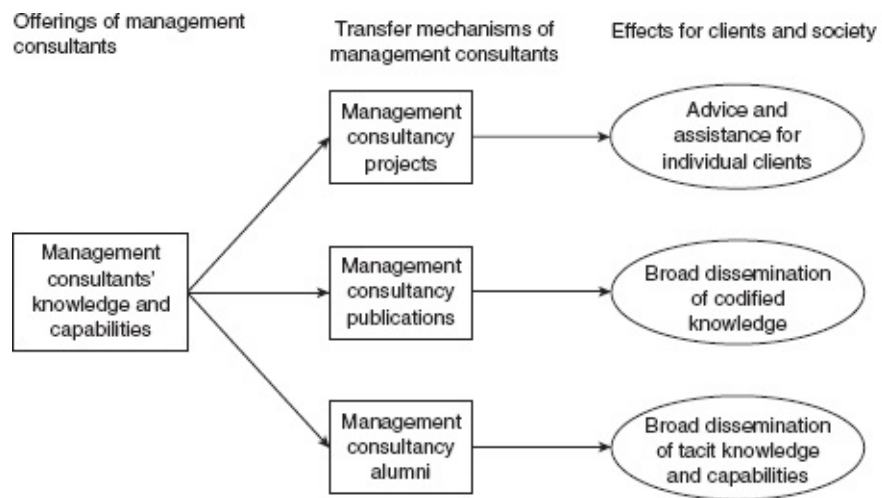 Offerings of management
consultants
Transfer mechanisms of
management consultants
Effects for clients and society
Management
consultants'
knowledge and
capabilities
Management
consultancy
projects
Advice and
assistance for
individual clients
Management
consultancy
publications
Broad dissemination
of codified
knowledge
Management
consultancy
alumni
Broad dissemination
of tacit knowledge
and capabilities